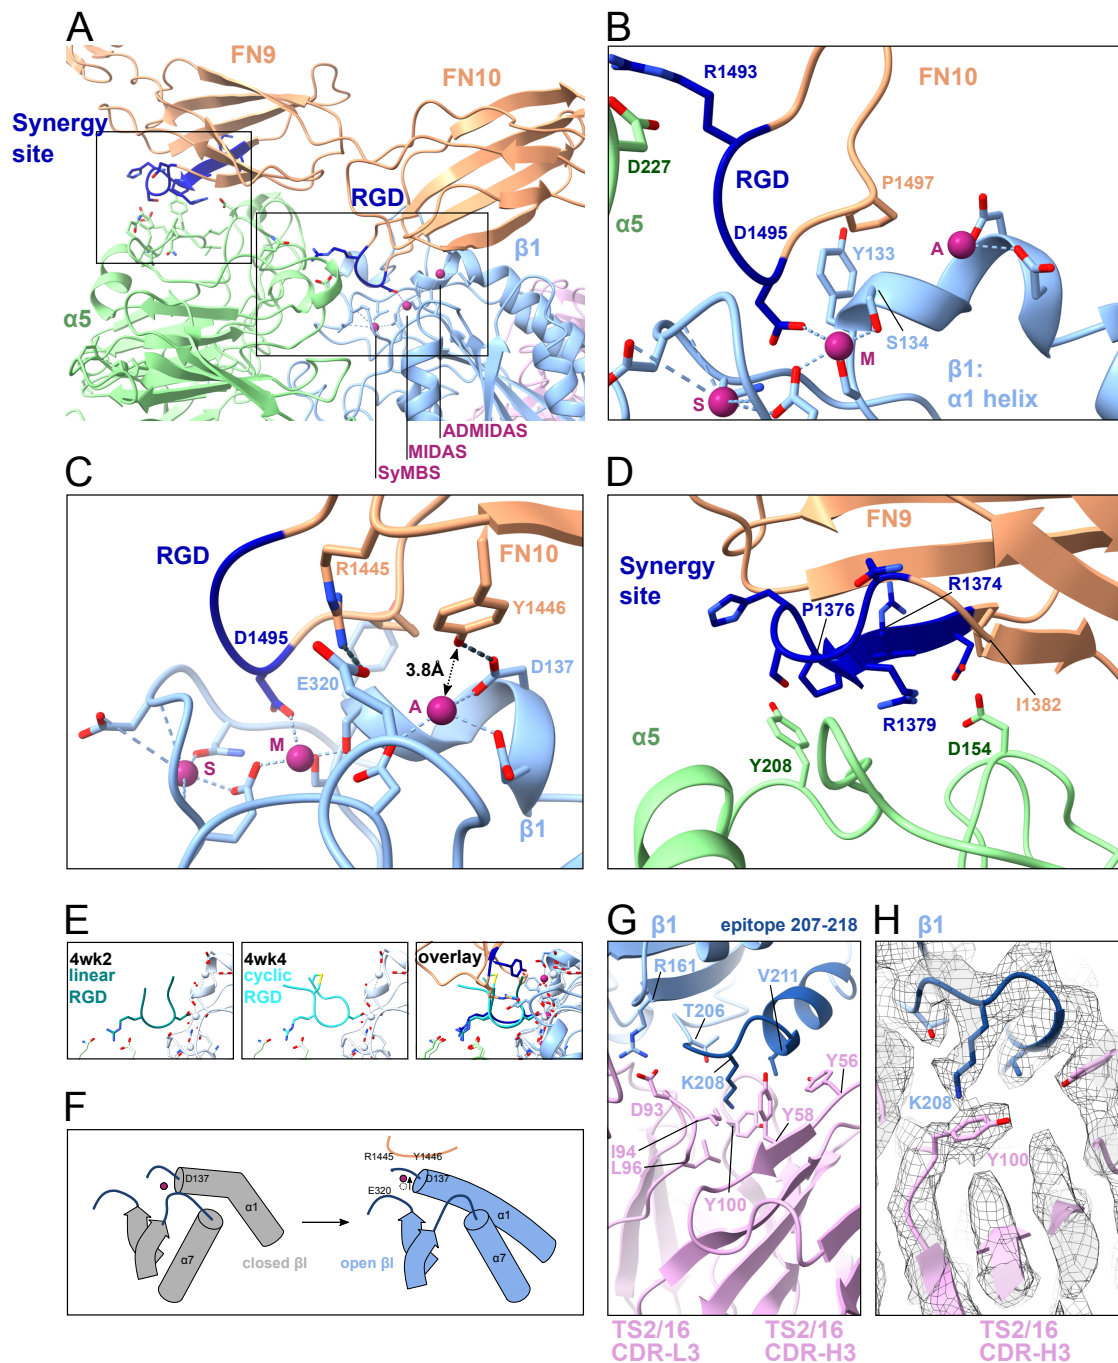 A
FN9
FN10
Synergy
site
RGD
β1
α5
ADMIDAS
MIDAS
SyMBS
B
R1493
FN10
D227
RGD
P1497
α5
D1495
Y133
A
S134
M
S
β1:
α1 helix
C
RGD
FN10
R1445
Y1446
D1495
E320
3.8Å
D137
A
M
S
β1
D
FN9
Synergy
site
R1374
P1376
I1382
R1379
α5
D154
Y208
E
4wk2
linear
RGD
4wk4
cyclic
RGD
overlay
F
R1445
Y1446
D137
D137
E320
α1
α1
α7
α7
closed βI
open βI
G
β1
epitope 207-218
R161
V211
T206
K208
Y56
D93
Y58
I94
L96
Y100
TS2/16
CDR-L3
TS2/16
CDR-H3
H
β1
K208
Y100
TS2/16
CDR-H3